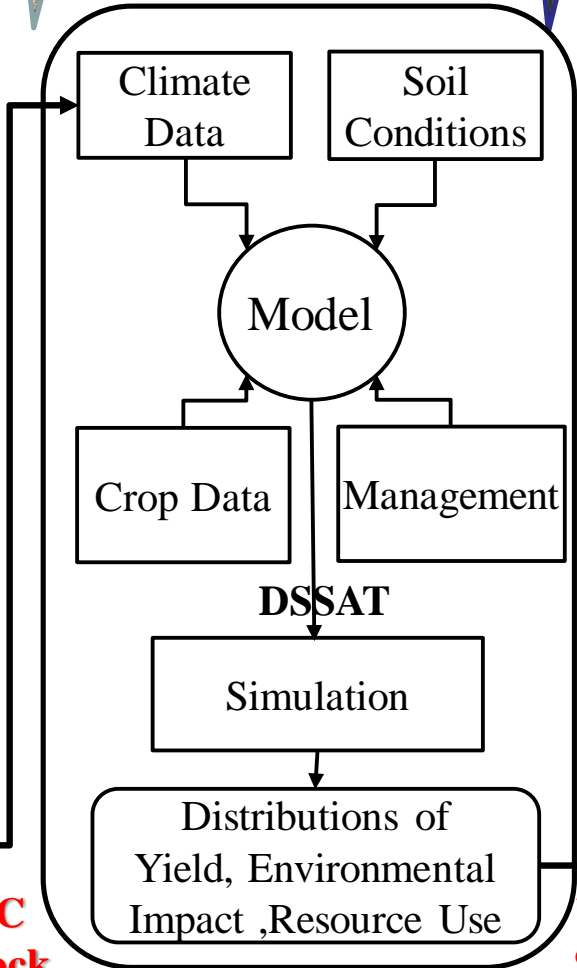 Climate
Data
Soil
Conditions
Model
Crop Data
Management
DSSAT
Simulation
Distributions of
Yield, Environmental
Impact ,Resource Use
C